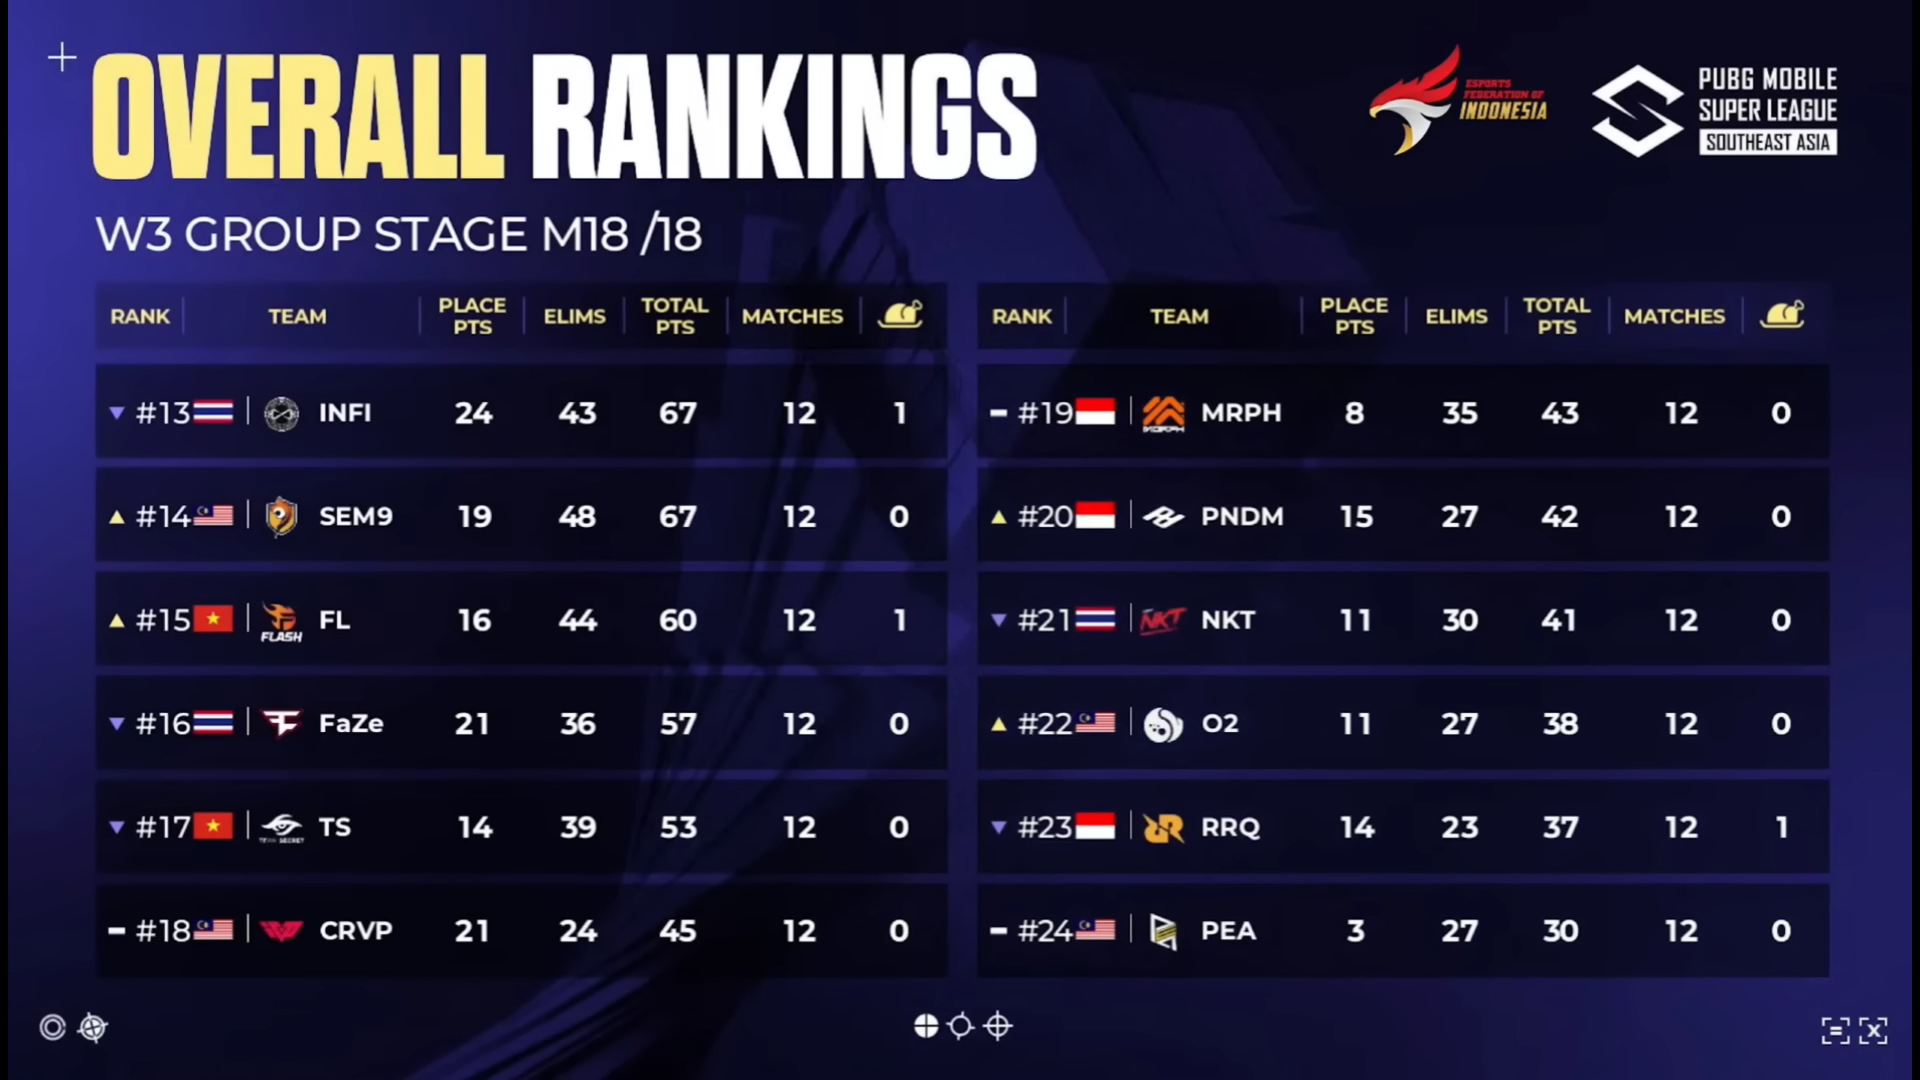 OVERALL RANKINGS
ESPORTS
FEDERATION OF
INDONESIA
PUBG MOBILE
SUPER LEAGUE
SOUTHEAST ASIA
W3 GROUP STAGE M18 /18
RANK TEAM PLACE PTS ELIMS TOTAL PTS MATCHES
#13 INFI 24 43 67 12 1
#14 SEM9 19 48 67 12 0
#15 FLASH FL 16 44 60 12 1
#16 FaZe 21 36 57 12 0
#17 TEAM SECRET TS 14 39 53 12 0
#18 CRVP 21 24 45 12 0
RANK TEAM PLACE PTS ELIMS TOTAL PTS MATCHES
#19 MORPH MRPH 8 35 43 12 0
#20 PNDM 15 27 42 12 0
#21 NKT NKT 11 30 41 12 0
#22 O2 11 27 38 12 0
#23 RRQ 14 23 37 12 1
#24 PEA 3 27 30 12 0